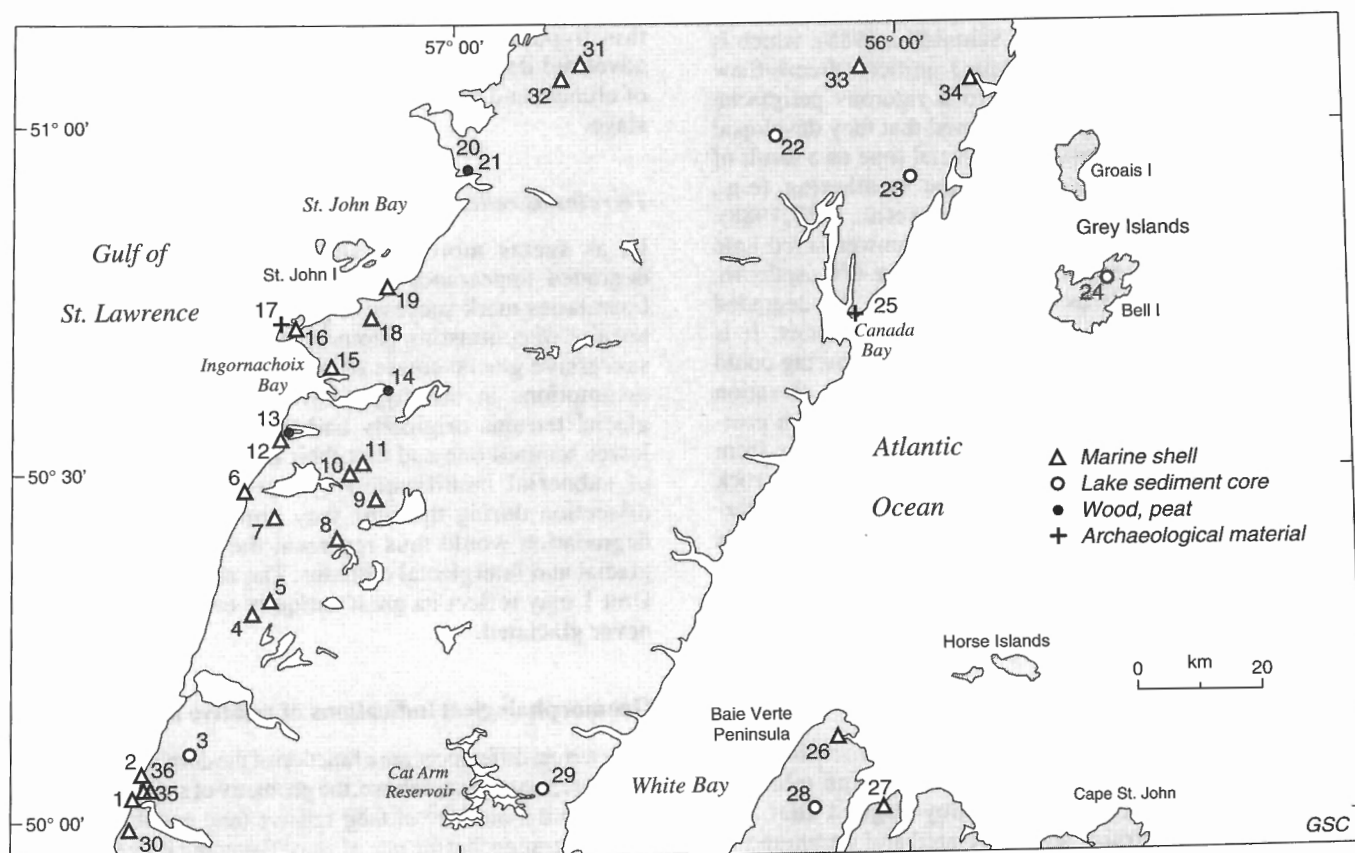 57° 00'
56° 00'
31
32
33
34
51° 00'
20
21
22
23
Groais I
St. John Bay
Grey Islands
Gulf of
St. John I
24
St. Lawrence
19
17
16
18
25
Bell I
Canada
Bay
Ingornachoix
Bay
15
14
13
12
Atlantic
Ocean
50° 30'
6
10
11
9
7
8
Marine shell
Lake sediment core
Wood, peat
Archaeological material
5
4
Horse Islands
0 km 20
Baie Verte
Peninsula
3
26
2
36
Cat Arm
Reservoir
29
White Bay
28
27
Cape St. John
1
35
50° 00'
30
GSC